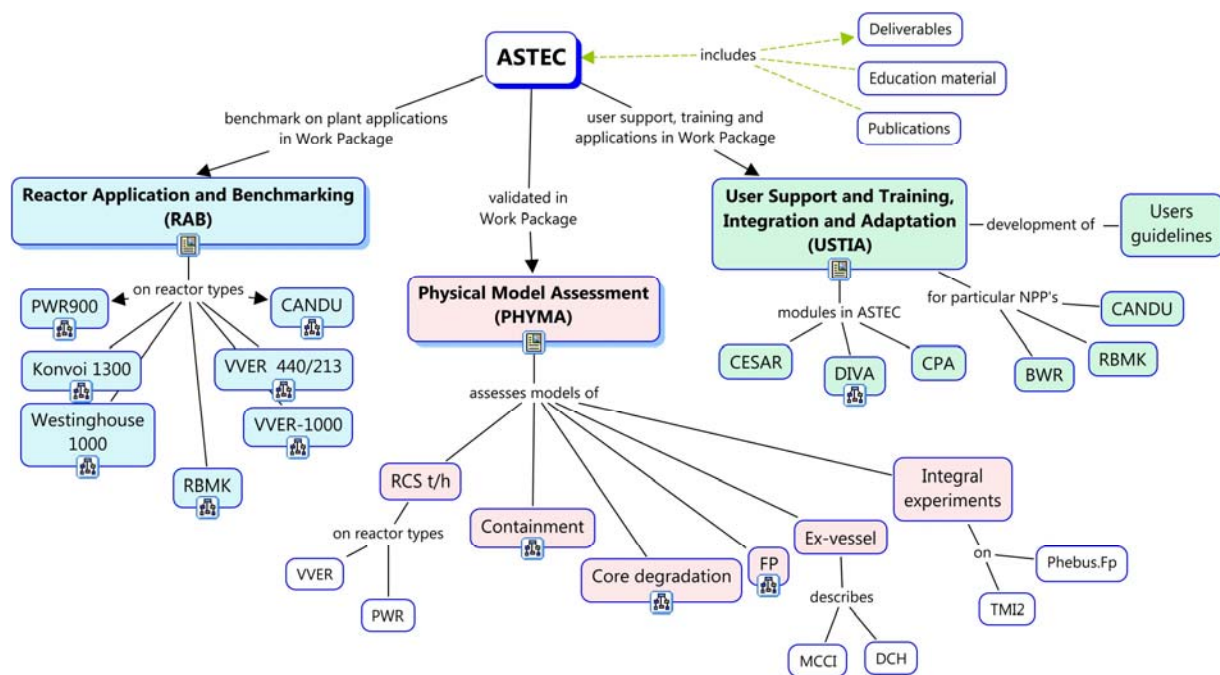 ASTEC
includes
Deliverables
Education material
Publications
benchmark on plant applications
in Work Package
user support, training and
applications in Work Package
validated in
Work Package
Reactor Application and Benchmarking
(RAB)
on reactor types
PWR900
CANDU
Konvoi 1300
VVER 440/213
Westinghouse
1000
VVER-1000
RBMK
Physical Model Assessment
(PHYMA)
assesses models of
RCS t/h
on reactor types
VVER
PWR
Containment
Core degradation
FP
Ex-vessel
describes
MCCI
DCH
Integral
experiments
on
Phebus.Fp
TMI2
User Support and Training,
Integration and Adaptation
(USTIA)
development of
Users
guidelines
modules in ASTEC
CESAR
DIVA
CPA
for particular NPP's
CANDU
RBMK
BWR